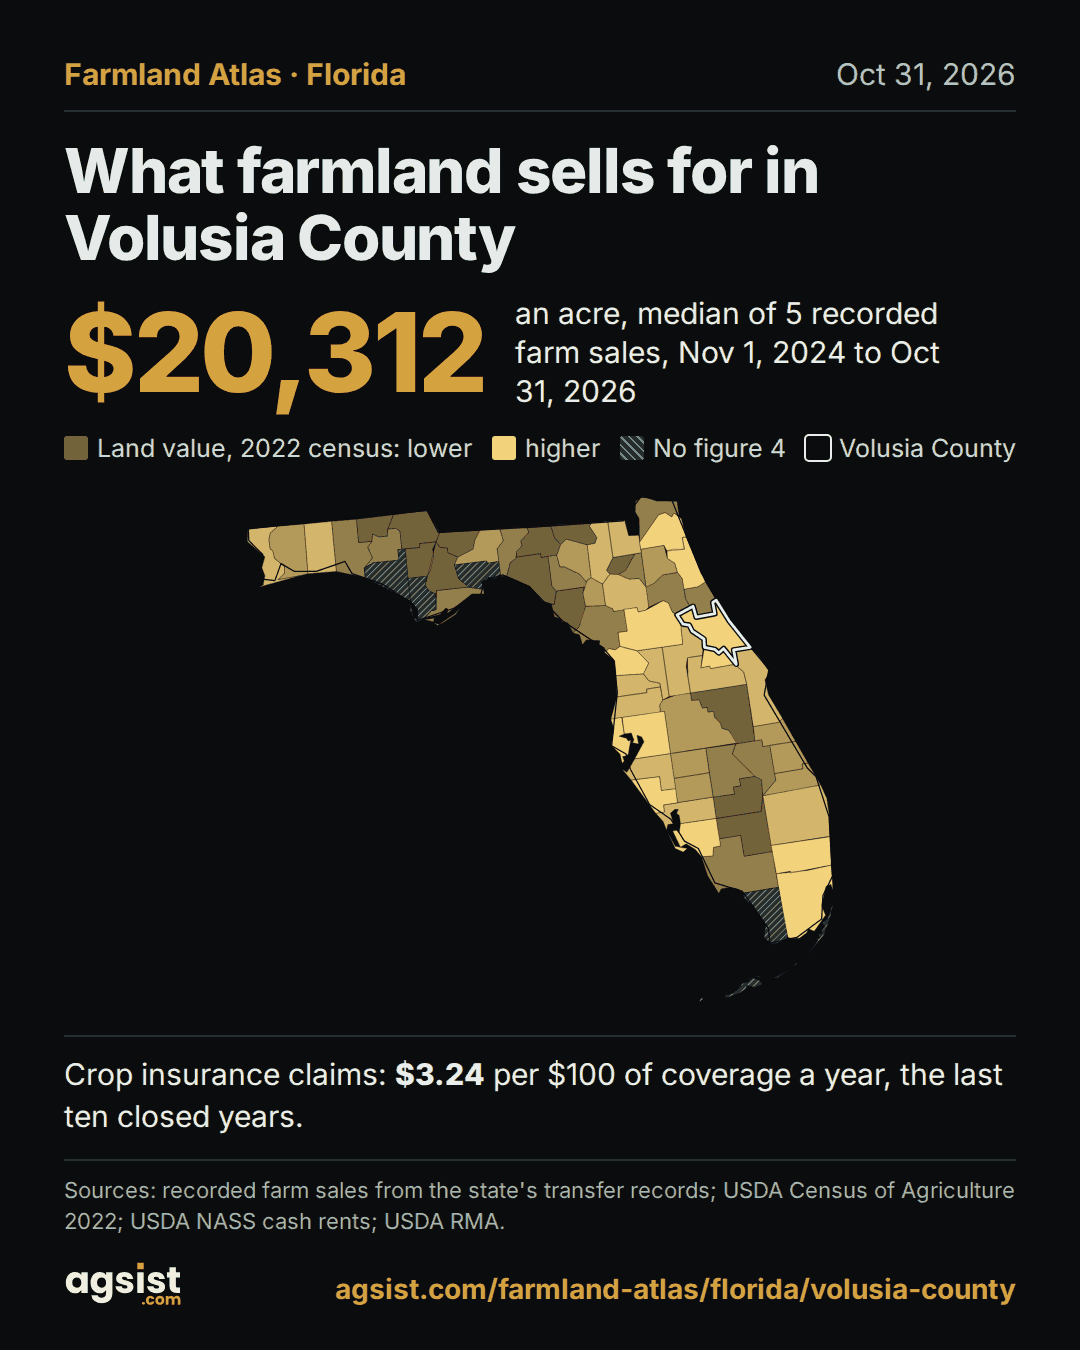 Farmland Atlas · Florida
Oct 31, 2026
What farmland sells for in
Volusia County
$20,312
an acre, median of 5 recorded
farm sales, Nov 1, 2024 to Oct
31, 2026
Land value, 2022 census: lower
higher
No figure 4
Volusia County
Crop insurance claims: $3.24 per $100 of coverage a year, the last
ten closed years.
Sources: recorded farm sales from the state's transfer records; USDA Census of Agriculture
2022; USDA NASS cash rents; USDA RMA.
agsist
.com
agsist.com/farmland-atlas/florida/volusia-county